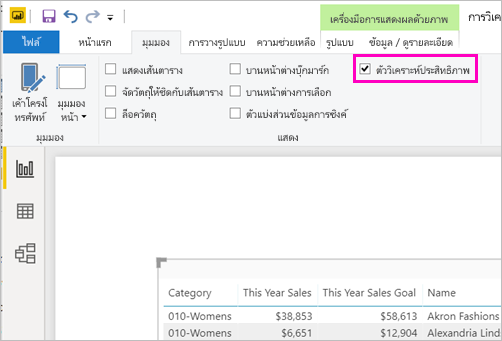 เครื่องมือการแสดงผลด้วยภาพ การวิเค
ไฟล์ หน้าแรก มุมมอง การวางรูปแบบ ความช่วยเหลือ รูปแบบ ข้อมูล / ดูรายละเอียด
แสดงเส้นตาราง บานหน้าต่างบุ๊กมาร์ก ตัววิเคราะห์ประสิทธิภาพ
จัดวัตถุให้ชิดกับเส้นตาราง บานหน้าต่างการเลือก
ล็อควัตถุ ตัวแบ่งส่วนข้อมูลการซิงค์
เค้าโครงโทรศัพท์ มุมมองหน้า
มุมมอง แสดง
Category This Year Sales This Year Sales Goal Name
010-Womens $38,853 $58,613 Akron Fashions
010-Womens $6,651 $12,904 Alexandria Lind